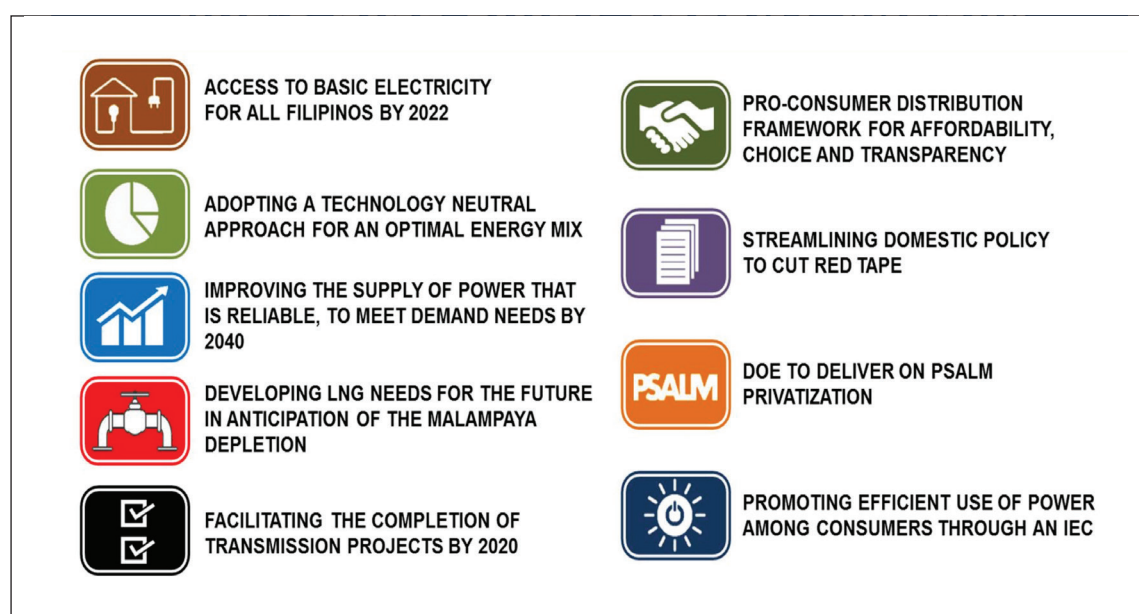 ACCESS TO BASIC ELECTRICITY
FOR ALL FILIPINOS BY 2022
ADOPTING A TECHNOLOGY NEUTRAL
APPROACH FOR AN OPTIMAL ENERGY MIX
IMPROVING THE SUPPLY OF POWER THAT
IS RELIABLE, TO MEET DEMAND NEEDS BY
2040
DEVELOPING LNG NEEDS FOR THE FUTURE
IN ANTICIPATION OF THE MALAMPAYA
DEPLETION
FACILITATING THE COMPLETION OF
TRANSMISSION PROJECTS BY 2020
PRO-CONSUMER DISTRIBUTION
FRAMEWORK FOR AFFORDABILITY,
CHOICE AND TRANSPARENCY
STREAMLINING DOMESTIC POLICY
TO CUT RED TAPE
PSALM
DOE TO DELIVER ON PSALM
PRIVATIZATION
PROMOTING EFFICIENT USE OF POWER
AMONG CONSUMERS THROUGH AN IEC